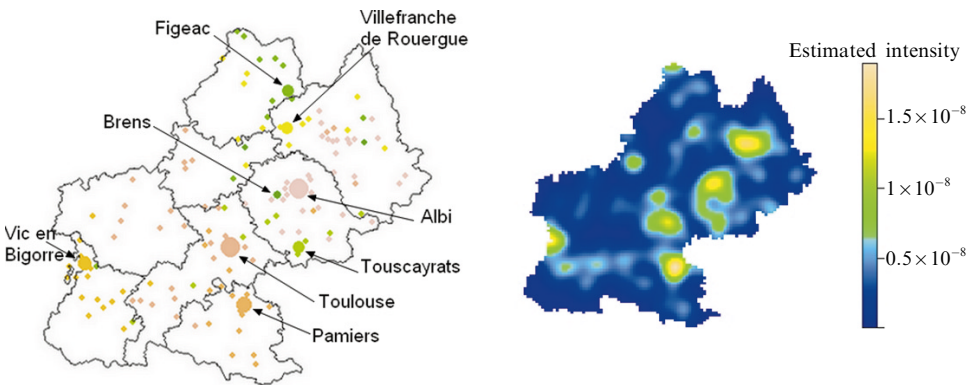 Figeac
Villefranche
de Rouergue
Brens
Albi
Vic en
Bigorre
Touscayrats
Toulouse
Pamiers
Estimated intensity
1.5×10⁻⁸
1×10⁻⁸
0.5×10⁻⁸